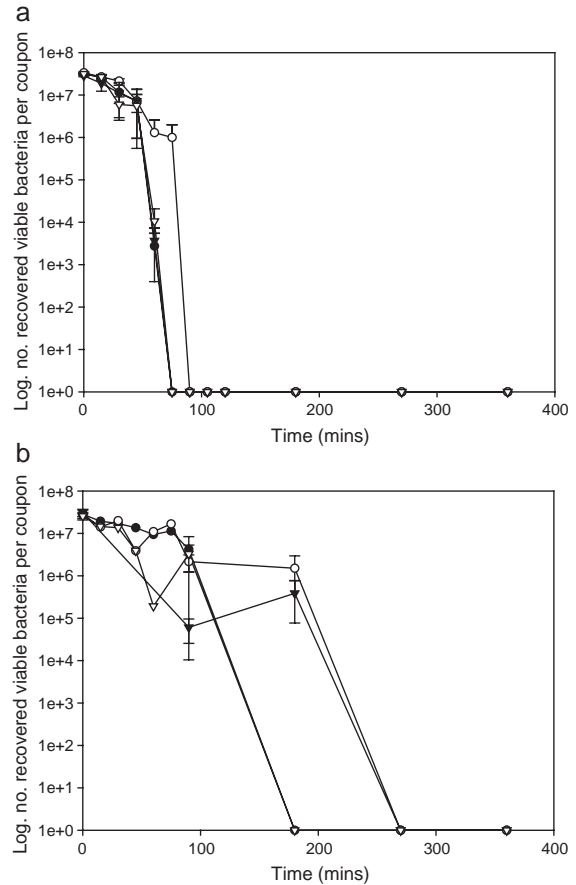 a
Log. no. recovered viable bacteria per coupon
1e+8
1e+7
1e+6
1e+5
1e+4
1e+3
1e+2
1e+1
1e+0
0
100
200
300
400
Time (mins)
b
Log. no. recovered viable bacteria per coupon
1e+8
1e+7
1e+6
1e+5
1e+4
1e+3
1e+2
1e+1
1e+0
0
100
200
300
400
Time (mins)